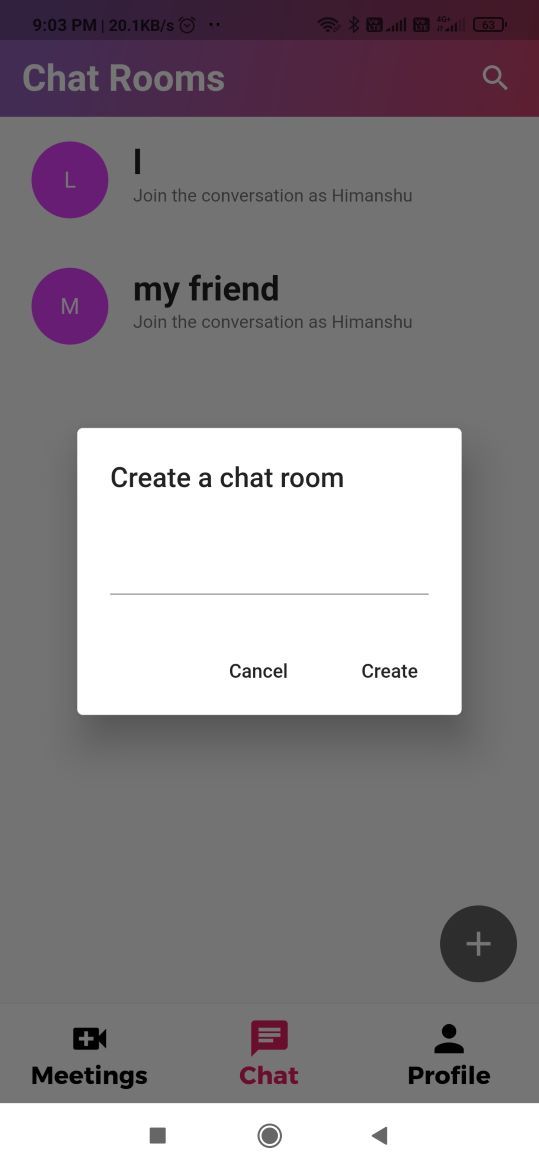 9:03 PM | 20.1KB/s
4G+
63
Chat Rooms
L
l
Join the conversation as Himanshu
M
my friend
Join the conversation as Himanshu
Create a chat room
Cancel
Create
Meetings
Chat
Profile